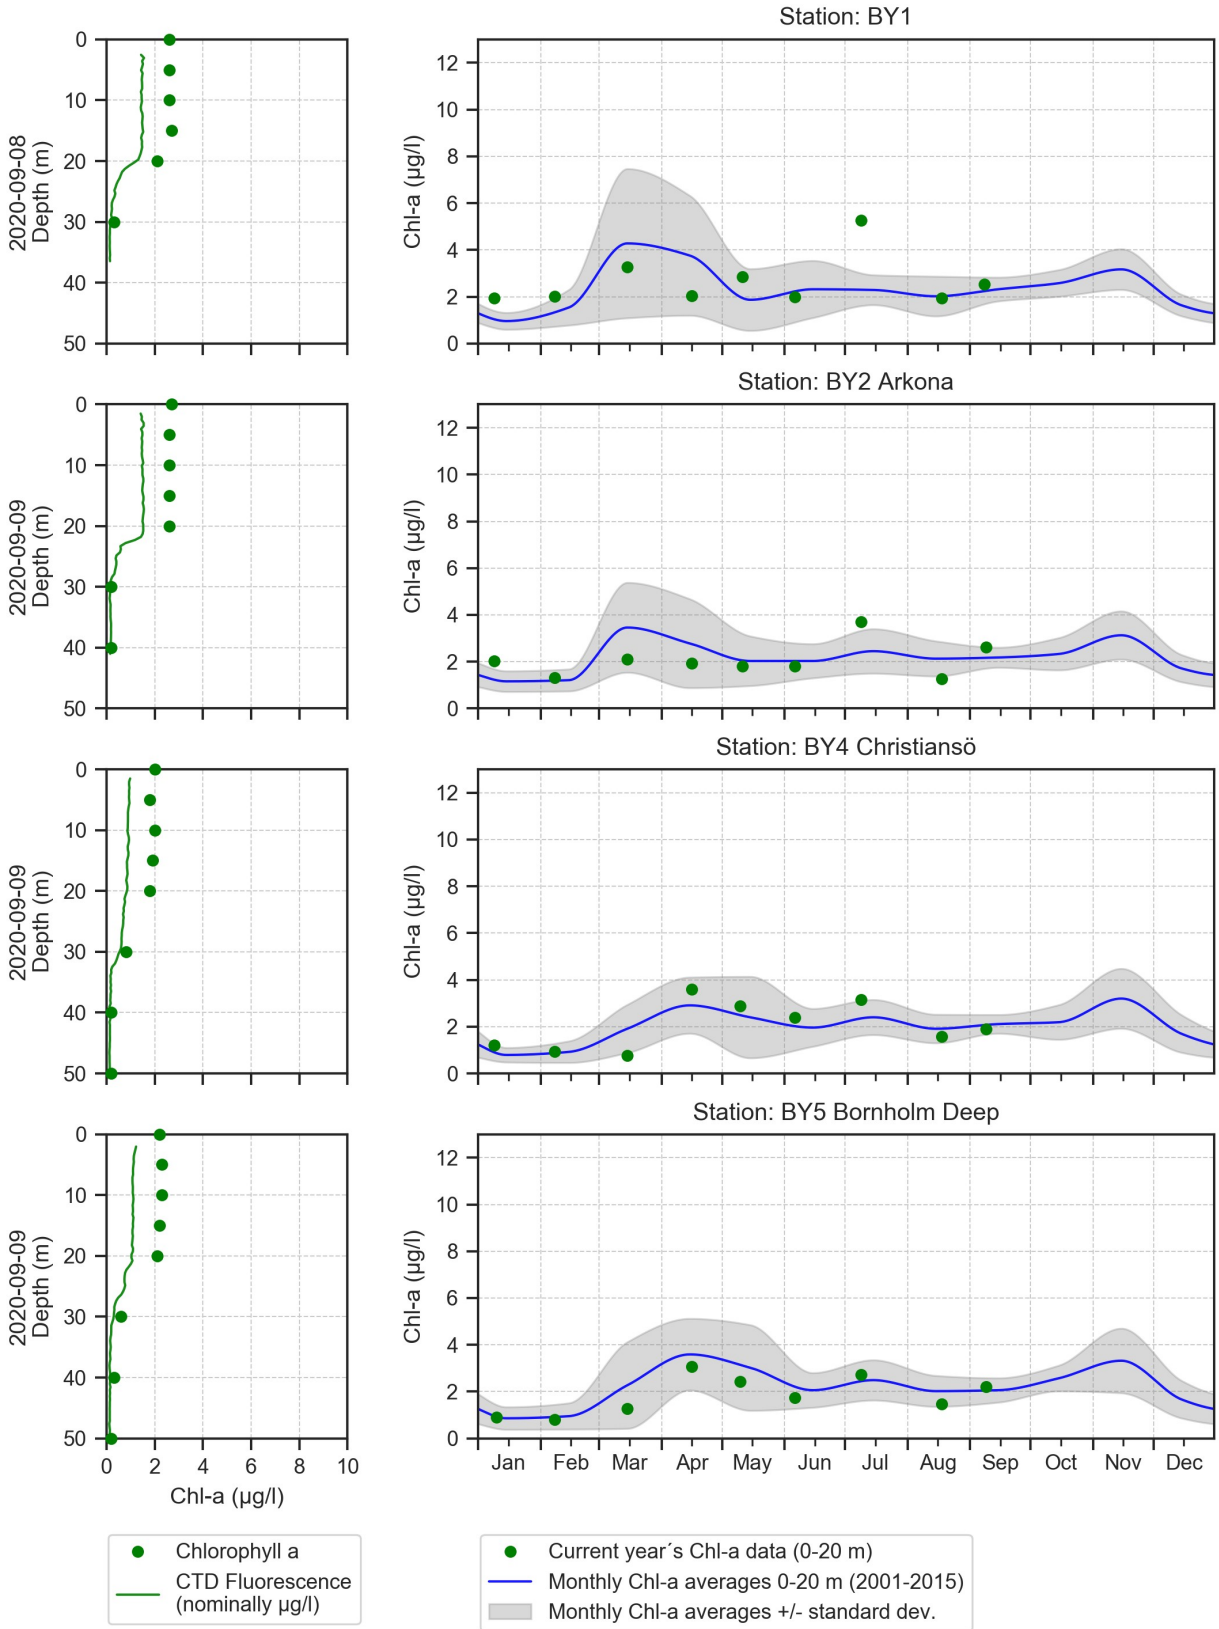 Station: BY1
0
10
20
30
40
50
2020-09-08
Depth (m)
12
10
8
6
4
2
0
Chl-a (µg/l)
Station: BY2 Arkona
0
10
20
30
40
50
2020-09-09
Depth (m)
12
10
8
6
4
2
0
Chl-a (µg/l)
Station: BY4 Christiansö
0
10
20
30
40
50
2020-09-09
Depth (m)
12
10
8
6
4
2
0
Chl-a (µg/l)
Station: BY5 Bornholm Deep
0
10
20
30
40
50
2020-09-09
Depth (m)
0 2 4 6 8 10
Chl-a (µg/l)
12
10
8
6
4
2
0
Chl-a (µg/l)
Jan Feb Mar Apr May Jun Jul Aug Sep Oct Nov Dec
Chlorophyll a
CTD Fluorescence
(nominally µg/l)
Current year´s Chl-a data (0-20 m)
Monthly Chl-a averages 0-20 m (2001-2015)
Monthly Chl-a averages +/- standard dev.